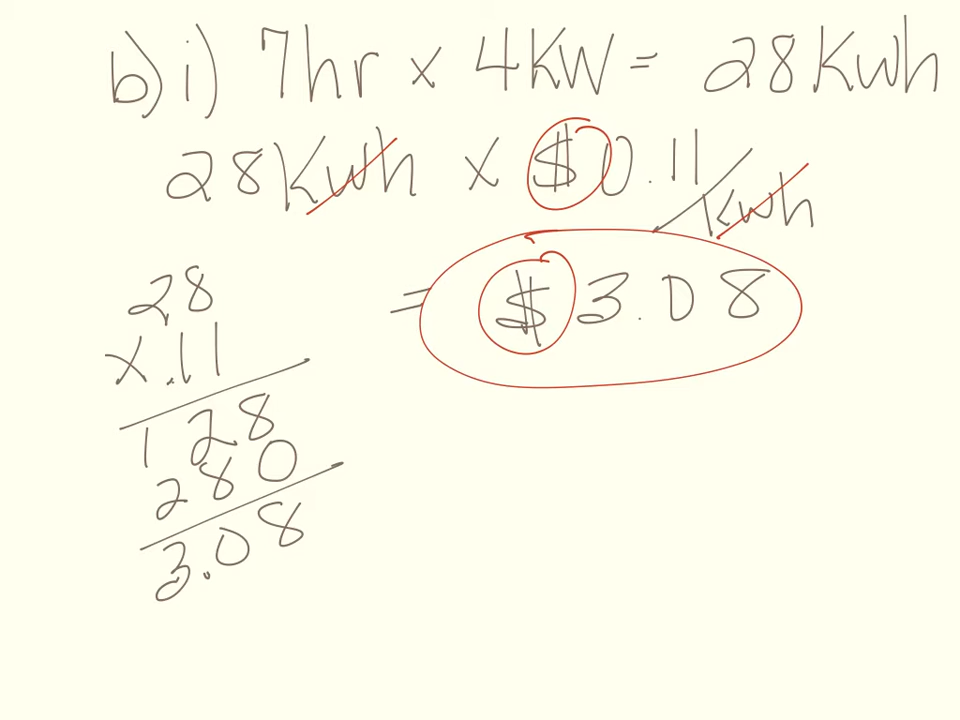 b) i) 7hr x 4KW = 28Kwh
28Kwh x $0.11/kwh
= $3.08
28
x .11
128
280
3.08